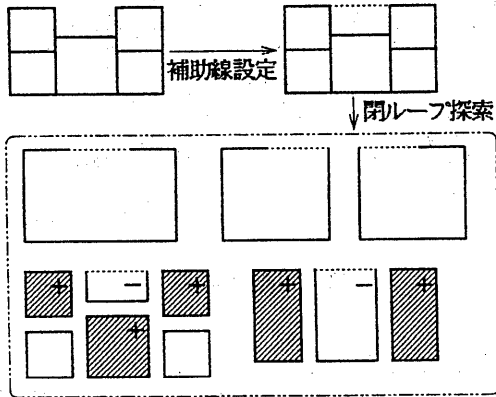 補助線設定
閉ループ探索
+ − +
+
+ − +